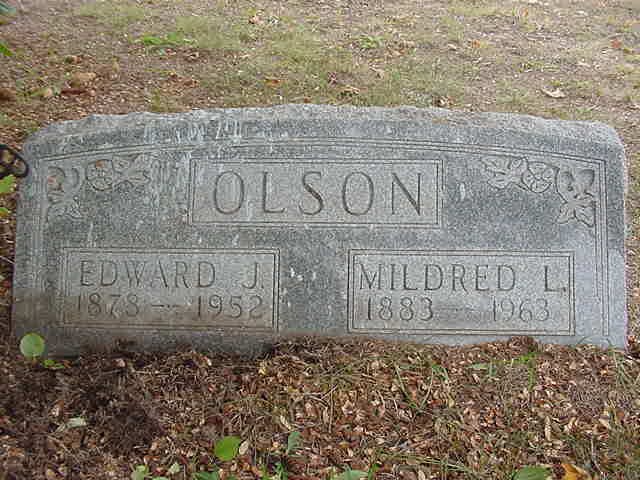 OLSON
EDWARD J.
1878 — 1952
MILDRED L.
1883 — 1963